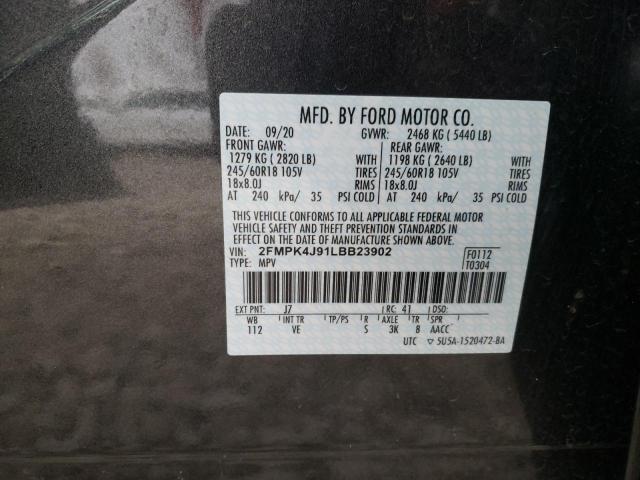 MFD. BY FORD MOTOR CO.
DATE: 09/20 GVWR: 2468 KG ( 5440 LB)
FRONT GAWR: REAR GAWR:
1279 KG ( 2820 LB) WITH 1198 KG ( 2640 LB) WITH
245/60R18 105V TIRES 245/60R18 105V TIRES
18x8.0J RIMS 18x8.0J RIMS
AT 240 kPa/ 35 PSI COLD AT 240 kPa/ 35 PSI COLD
THIS VEHICLE CONFORMS TO ALL APPLICABLE FEDERAL MOTOR
VEHICLE SAFETY STANDARDS IN EFFECT ON THE DATE OF
MANUFACTURE SHOWN ABOVE.
VIN: 2FMPK4J91LBB23902 F0112
TYPE: MPV T0304
EXT PNT: J7 RC: 41 DSO:
WB INT TR TP/PS R AXLE TR SPR
112 VE S 3K 8 AACC
UTC ▽ 5U5A-1520472-BA